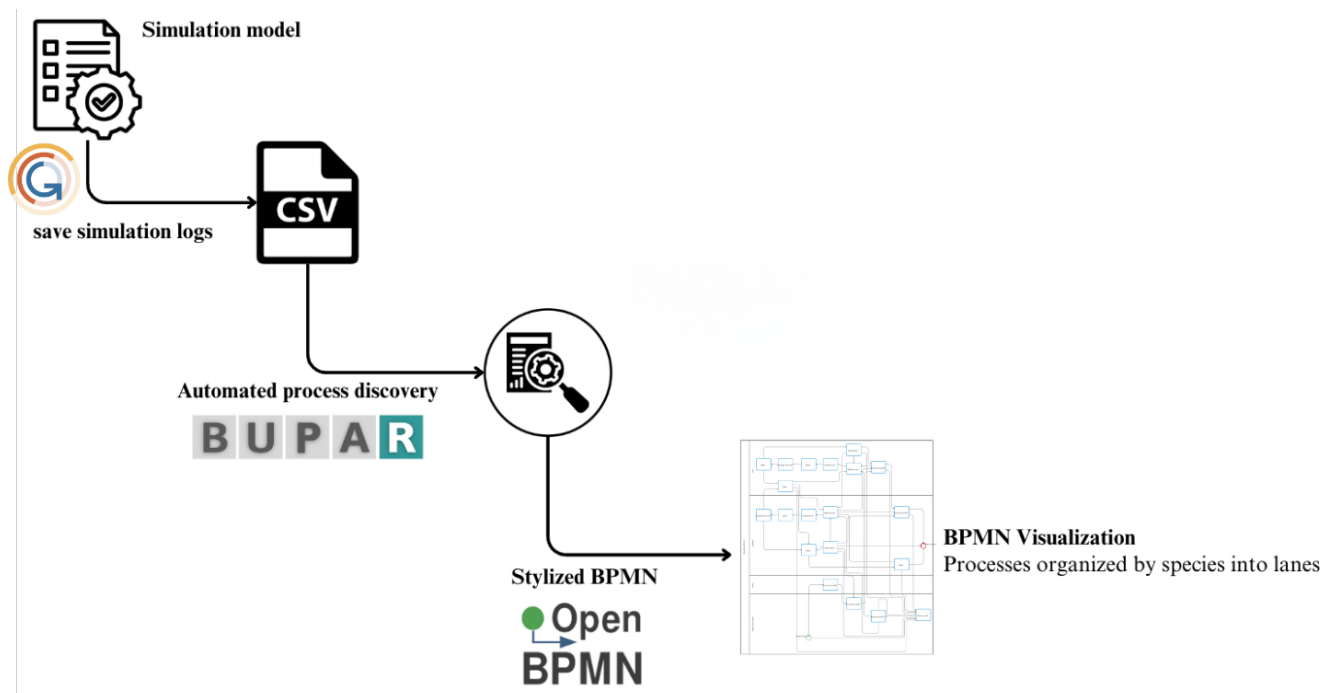 Simulation model
G
save simulation logs
CSV
Automated process discovery
BUPAR
Stylized BPMN
Open
BPMN
BPMN Visualization
Processes organized by species into lanes